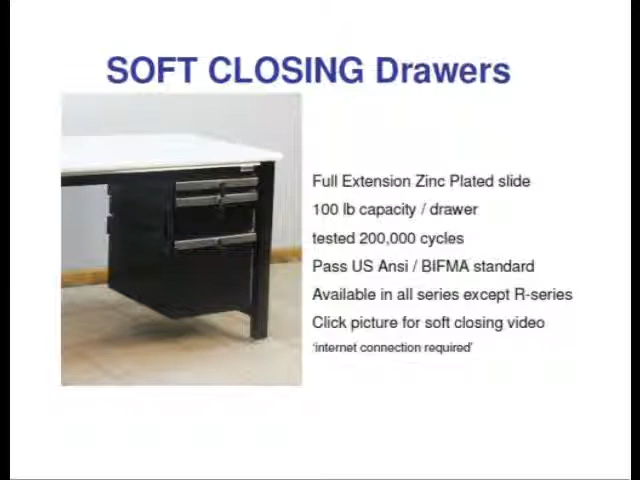 SOFT CLOSING Drawers
Full Extension Zinc Plated slide
100 lb capacity / drawer
tested 200,000 cycles
Pass US Ansi / BIFMA standard
Available in all series except R-series
Click picture for soft closing video
'internet connection required'